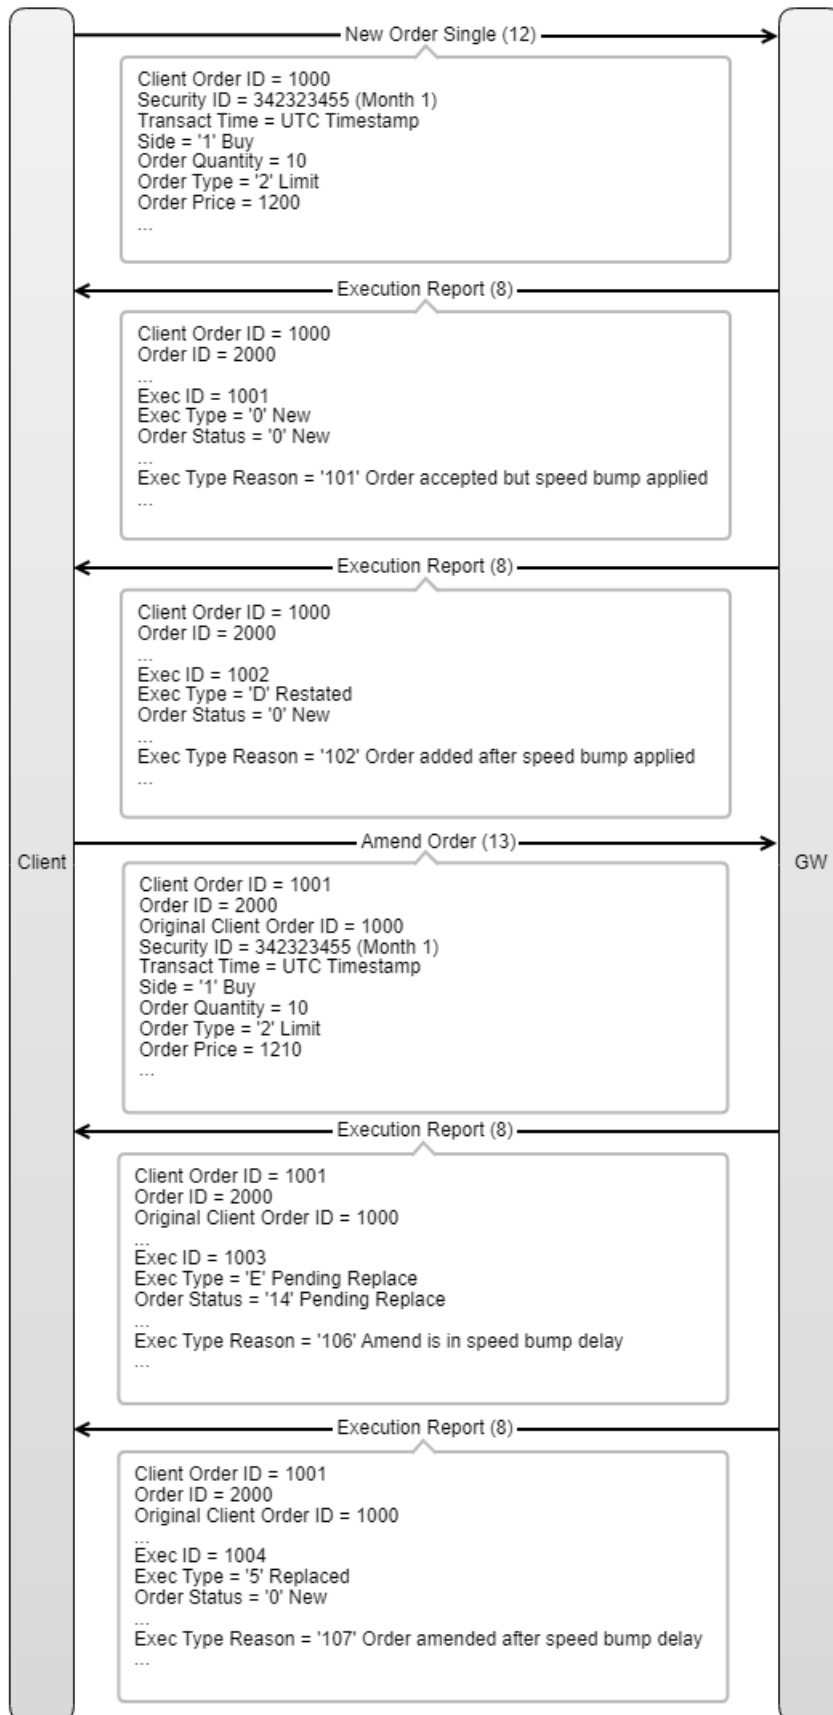 New Order Single (12)
Client Order ID = 1000
Security ID = 342323455 (Month 1)
Transact Time = UTC Timestamp
Side = '1' Buy
Order Quantity = 10
Order Type = '2' Limit
Order Price = 1200
...
Execution Report (8)
Client Order ID = 1000
Order ID = 2000
...
Exec ID = 1001
Exec Type = '0' New
Order Status = '0' New
...
Exec Type Reason = '101' Order accepted but speed bump applied
...
Execution Report (8)
Client Order ID = 1000
Order ID = 2000
...
Exec ID = 1002
Exec Type = 'D' Restated
Order Status = '0' New
...
Exec Type Reason = '102' Order added after speed bump applied
...
Amend Order (13)
Client
GW
Client Order ID = 1001
Order ID = 2000
Original Client Order ID = 1000
Security ID = 342323455 (Month 1)
Transact Time = UTC Timestamp
Side = '1' Buy
Order Quantity = 10
Order Type = '2' Limit
Order Price = 1210
...
Execution Report (8)
Client Order ID = 1001
Order ID = 2000
Original Client Order ID = 1000
...
Exec ID = 1003
Exec Type = 'E' Pending Replace
Order Status = '14' Pending Replace
...
Exec Type Reason = '106' Amend is in speed bump delay
...
Execution Report (8)
Client Order ID = 1001
Order ID = 2000
Original Client Order ID = 1000
...
Exec ID = 1004
Exec Type = '5' Replaced
Order Status = '0' New
...
Exec Type Reason = '107' Order amended after speed bump delay
...